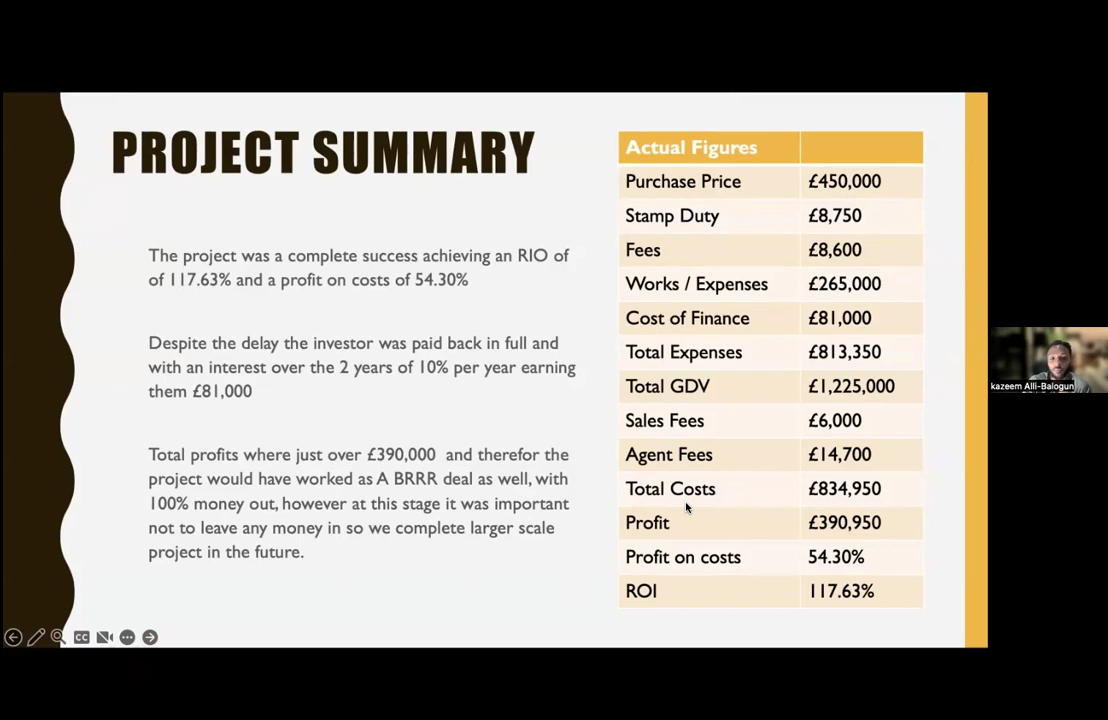 PROJECT SUMMARY
The project was a complete success achieving an RIO of
of 117.63% and a profit on costs of 54.30%
Despite the delay the investor was paid back in full and
with an interest over the 2 years of 10% per year earning
them £81,000
Total profits where just over £390,000 and therefor the
project would have worked as A BRRR deal as well, with
100% money out, however at this stage it was important
not to leave any money in so we complete larger scale
project in the future.
Actual Figures
Purchase Price £450,000
Stamp Duty £8,750
Fees £8,600
Works / Expenses £265,000
Cost of Finance £81,000
Total Expenses £813,350
Total GDV £1,225,000
Sales Fees £6,000
Agent Fees £14,700
Total Costs £834,950
Profit £390,950
Profit on costs 54.30%
ROI 117.63%
CC
kazeem Alli-Balogun